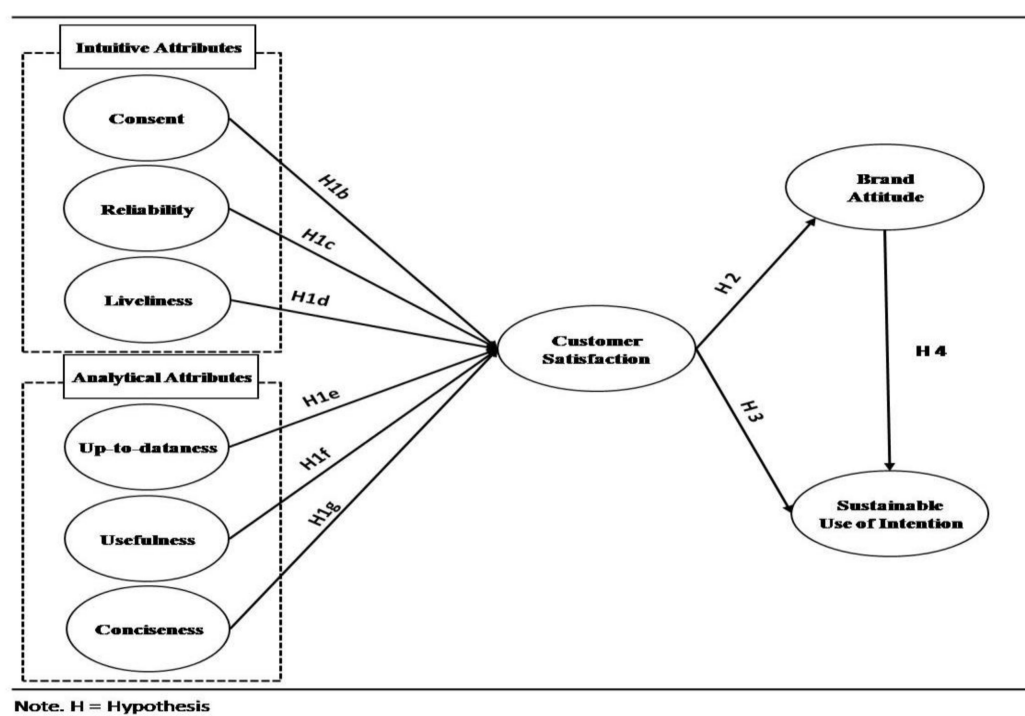 Intuitive Attributes
Consent
Reliability
Liveliness
H1b
H1c
H1d
Analytical Attributes
Up-to-dataness
Usefulness
Conciseness
H1e
H1f
H1g
Customer
Satisfaction
H2
H3
Brand
Attitude
H 4
Sustainable
Use of Intention
Note. H = Hypothesis